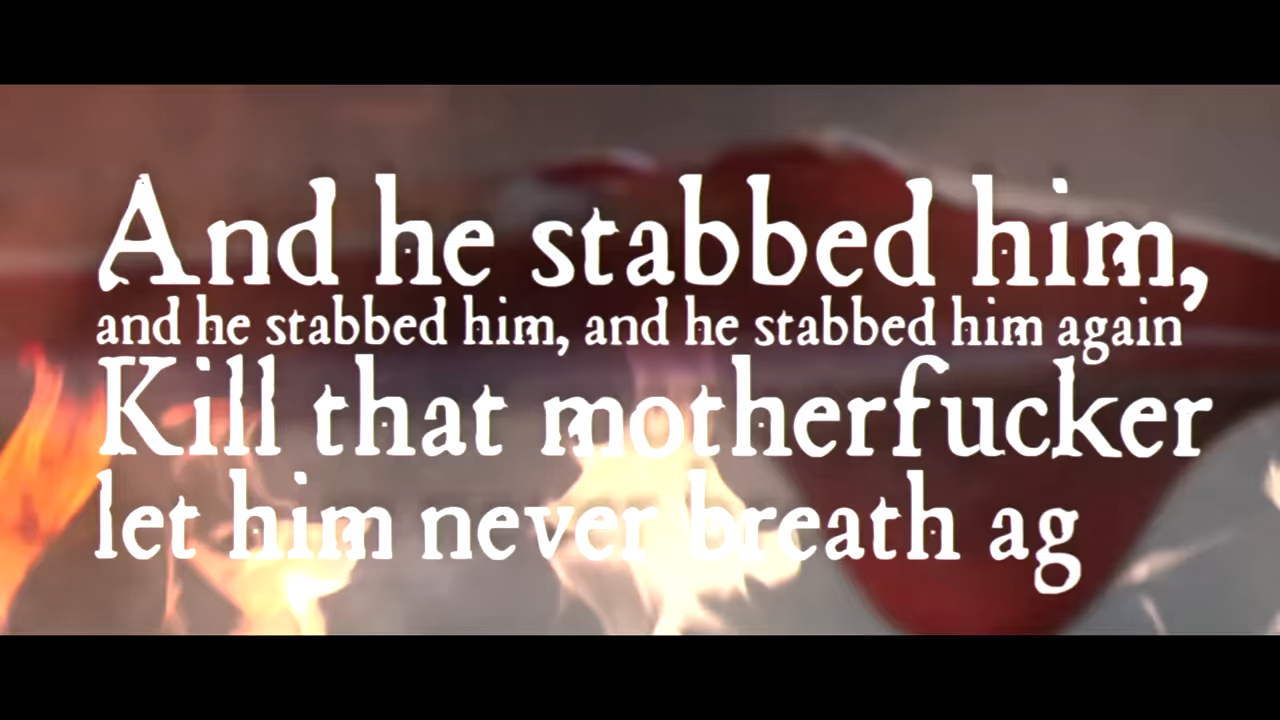 And he stabbed him,
and he stabbed him, and he stabbed him again
Kill that motherfucker
let him never breath ag